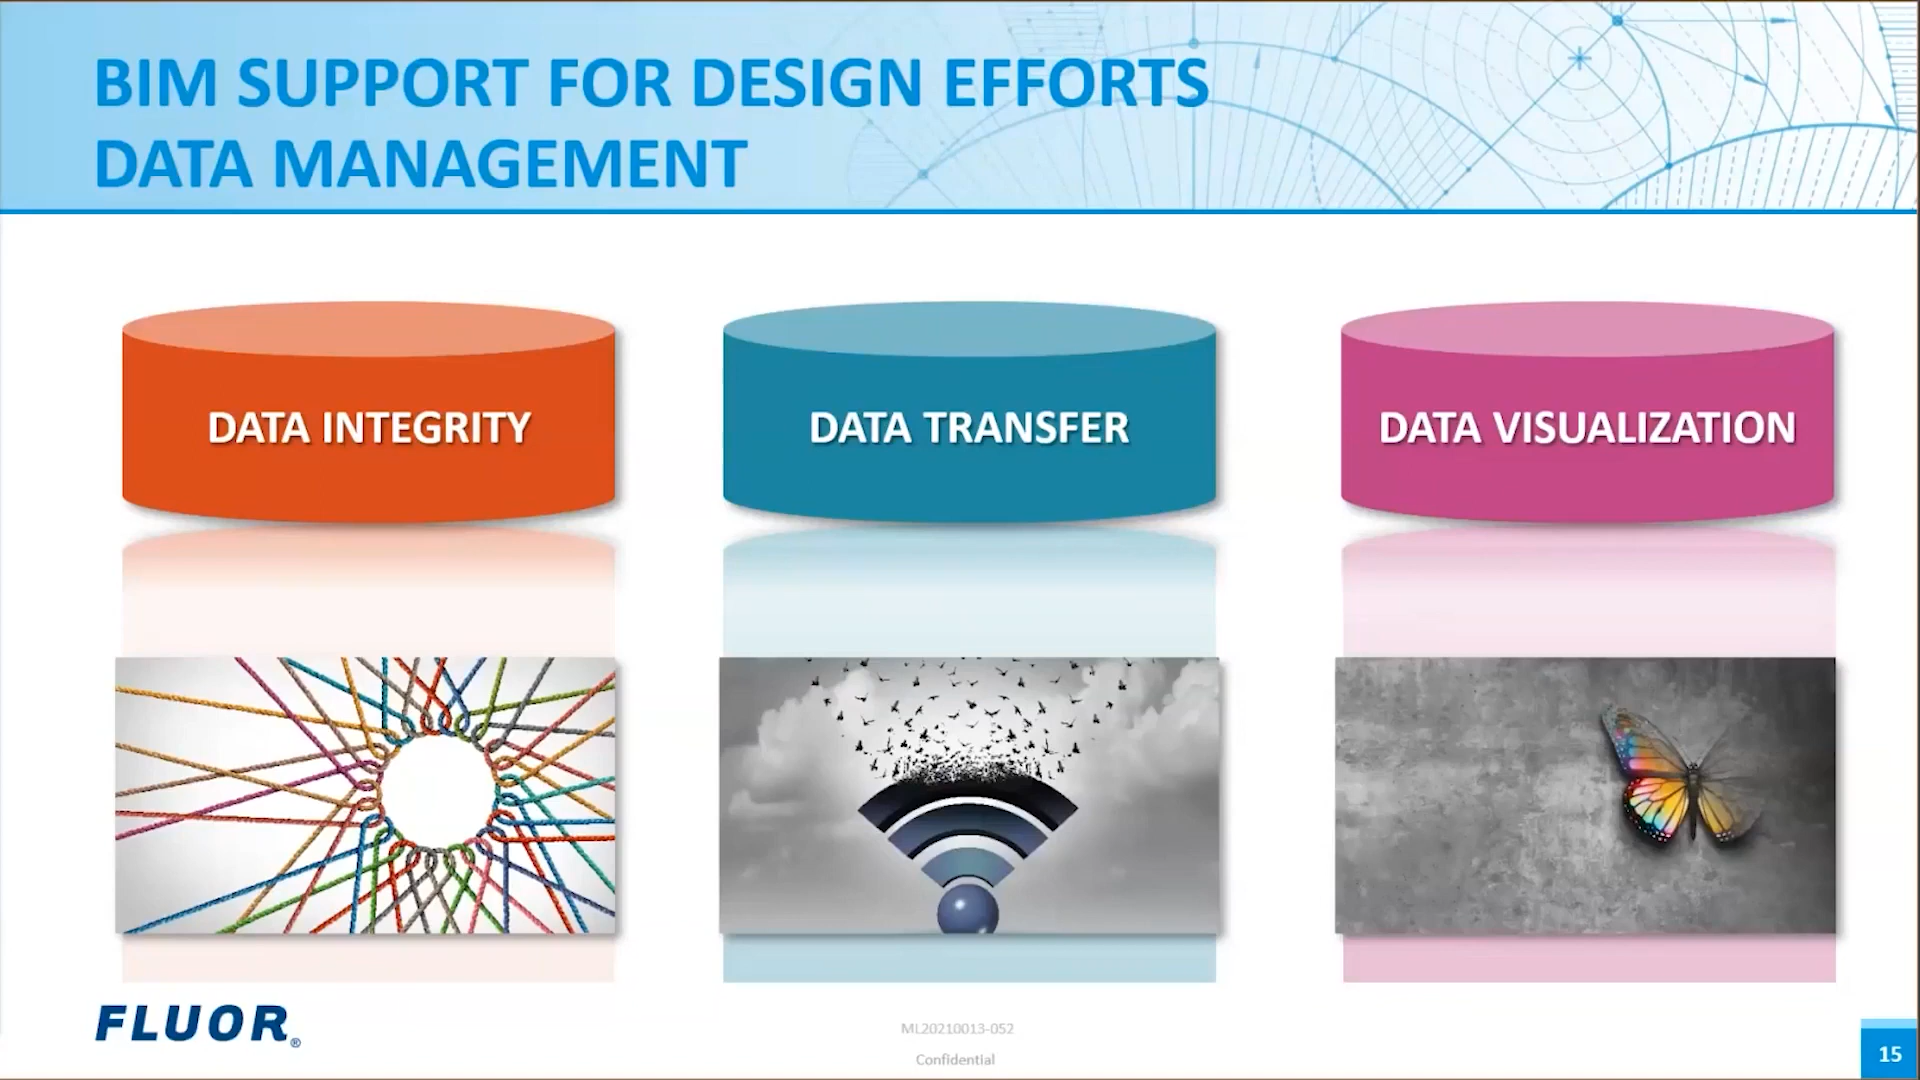 BIM SUPPORT FOR DESIGN EFFORTS
DATA MANAGEMENT
DATA INTEGRITY
DATA TRANSFER
DATA VISUALIZATION
FLUOR®
ML20210013-052
Confidential
15